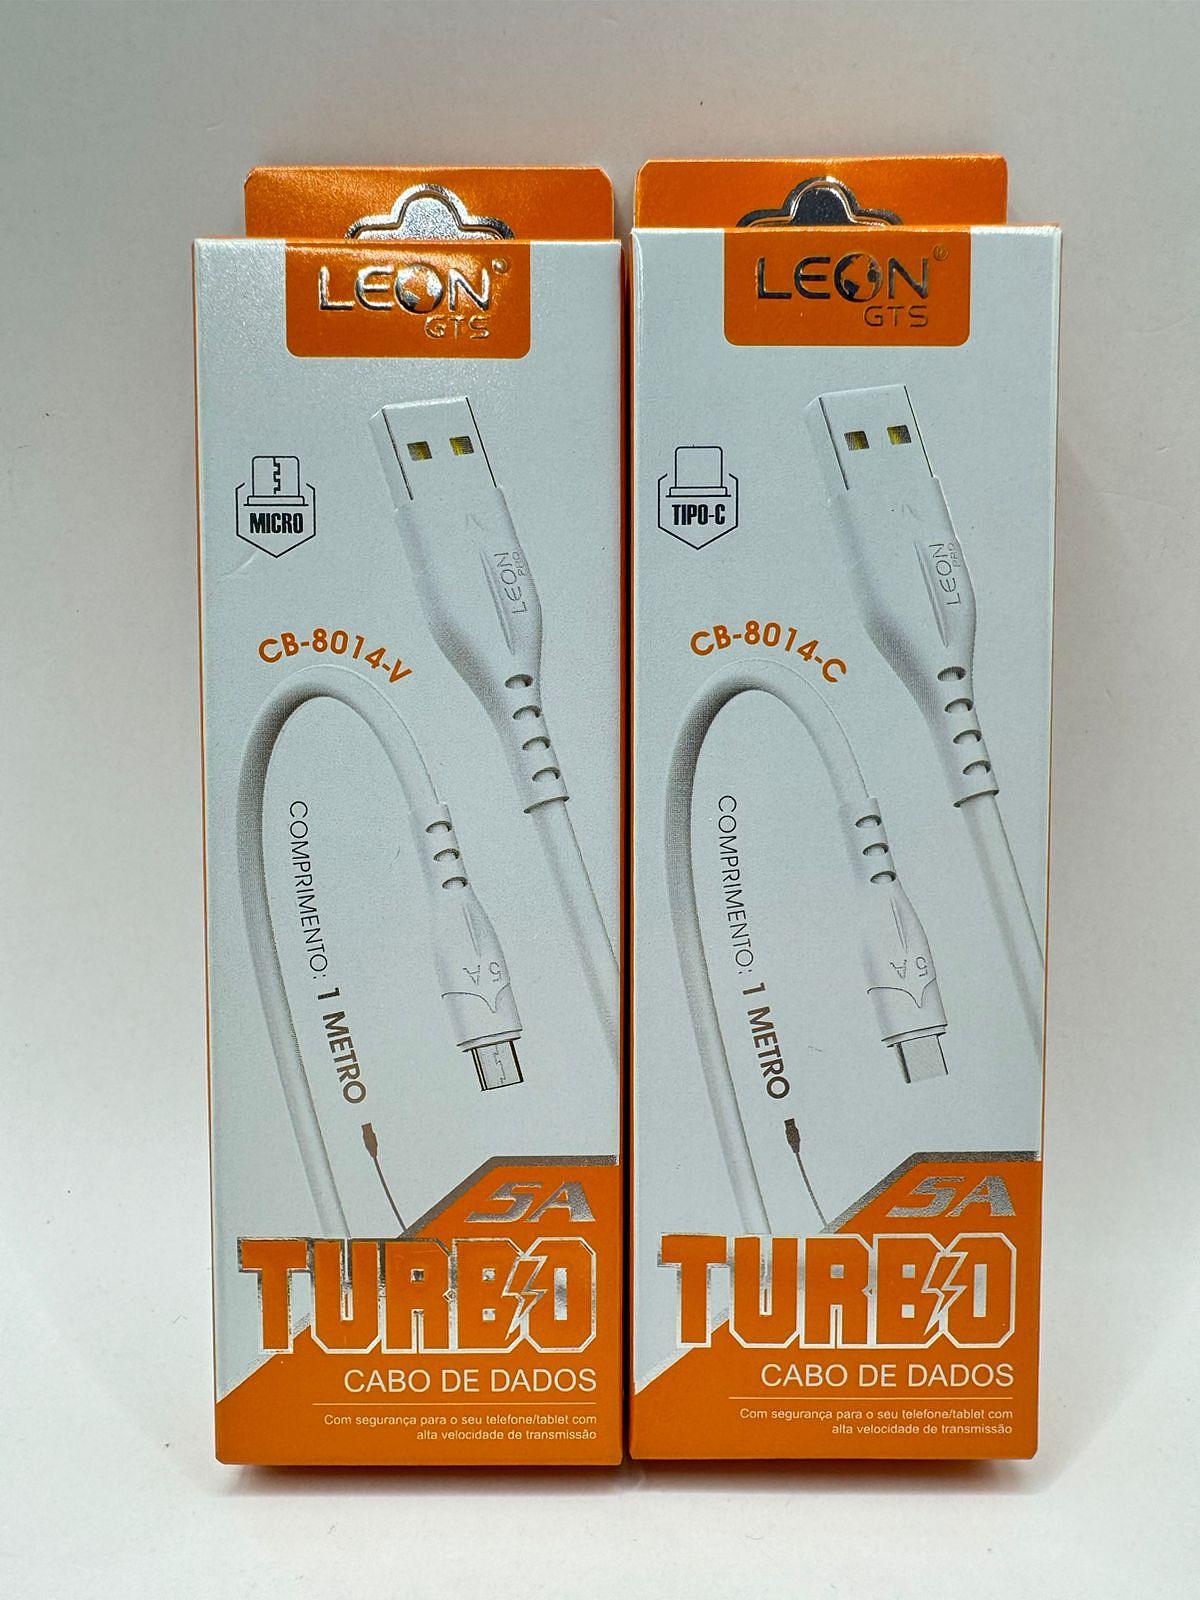 LEON®
GTS
MICRO
LEON
PRO
CB-8014-V
COMPRIMENTO: 1 METRO
5A
5A
TURBO
CABO DE DADOS
Com segurança para o seu telefone/tablet com
alta velocidade de transmissão
LEON®
GTS
TIPO-C
LEON
PRO
CB-8014-C
COMPRIMENTO: 1 METRO
5A
5A
TURBO
CABO DE DADOS
Com segurança para o seu telefone/tablet com
alta velocidade de transmissão